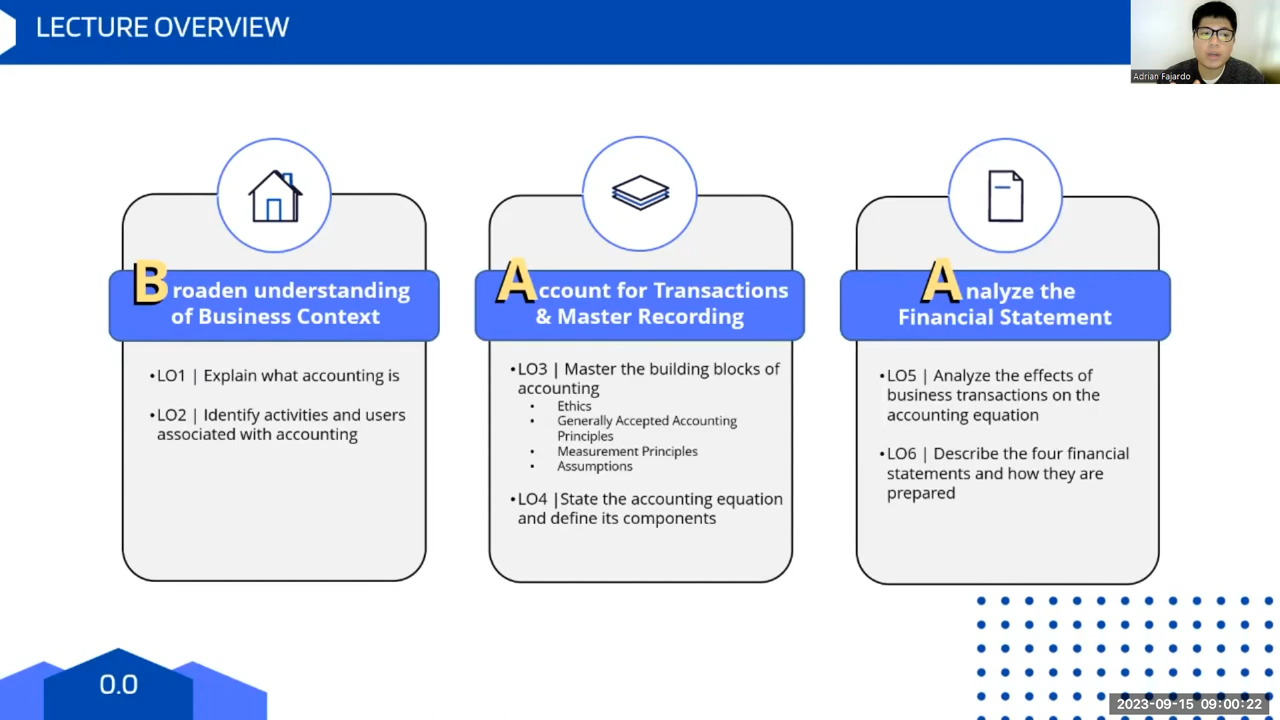 LECTURE OVERVIEW
Adrian Fajardo
Broaden understanding
of Business Context
•LO1 | Explain what accounting is
•LO2 | Identify activities and users
associated with accounting
Account for Transactions
& Master Recording
•LO3 | Master the building blocks of
accounting
• Ethics
• Generally Accepted Accounting
Principles
• Measurement Principles
• Assumptions
•LO4 |State the accounting equation
and define its components
Analyze the
Financial Statement
•LO5 | Analyze the effects of
business transactions on the
accounting equation
•LO6 | Describe the four financial
statements and how they are
prepared
0.0
2023-09-15 09:00:22